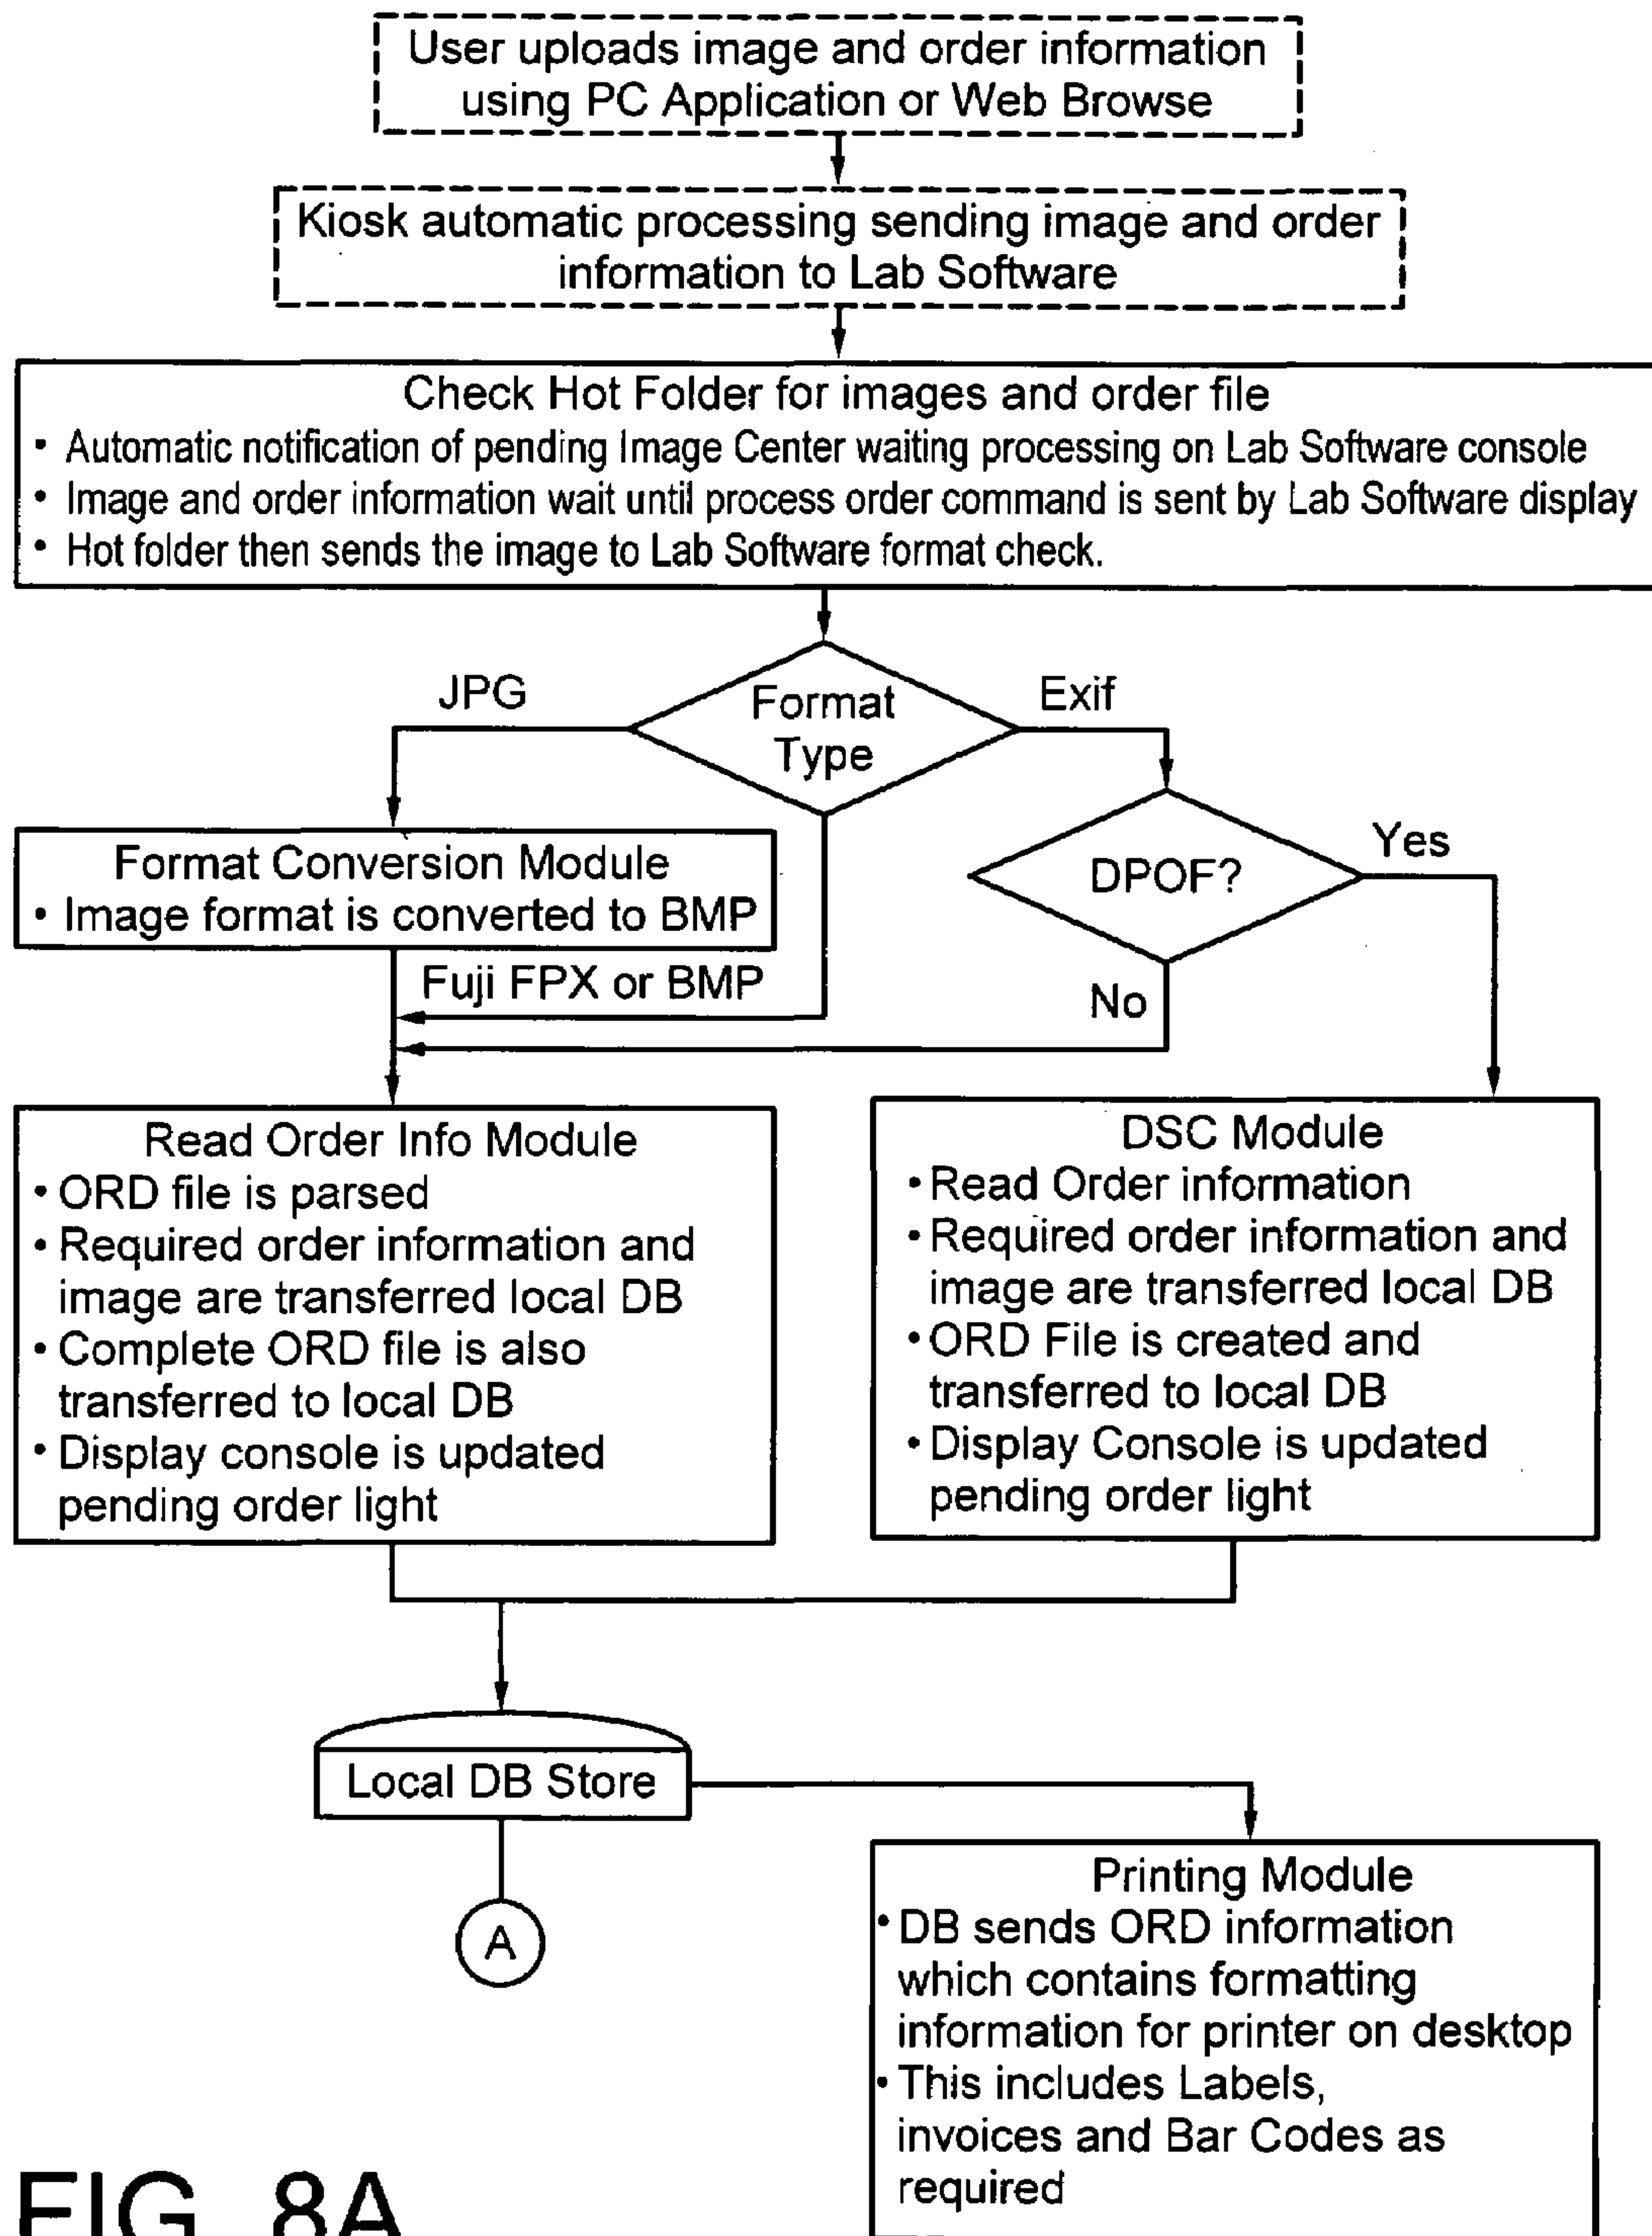 User uploads image and order information
using PC Application or Web Browse
Kiosk automatic processing sending image and order
information to Lab Software
Check Hot Folder for images and order file
• Automatic notification of pending Image Center waiting processing on Lab Software console
• Image and order information wait until process order command is sent by Lab Software display
• Hot folder then sends the image to Lab Software format check.
JPG
Format
Type
Exif
Format Conversion Module
• Image format is converted to BMP
DPOF?
Yes
Fuji FPX or BMP
No
Read Order Info Module
• ORD file is parsed
• Required order information and
image are transferred local DB
• Complete ORD file is also
transferred to local DB
• Display console is updated
pending order light
DSC Module
• Read Order information
• Required order information and
image are transferred local DB
• ORD File is created and
transferred to local DB
• Display Console is updated
pending order light
Local DB Store
A
Printing Module
• DB sends ORD information
which contains formatting
information for printer on desktop
• This includes Labels,
invoices and Bar Codes as
required
FIG. 8A